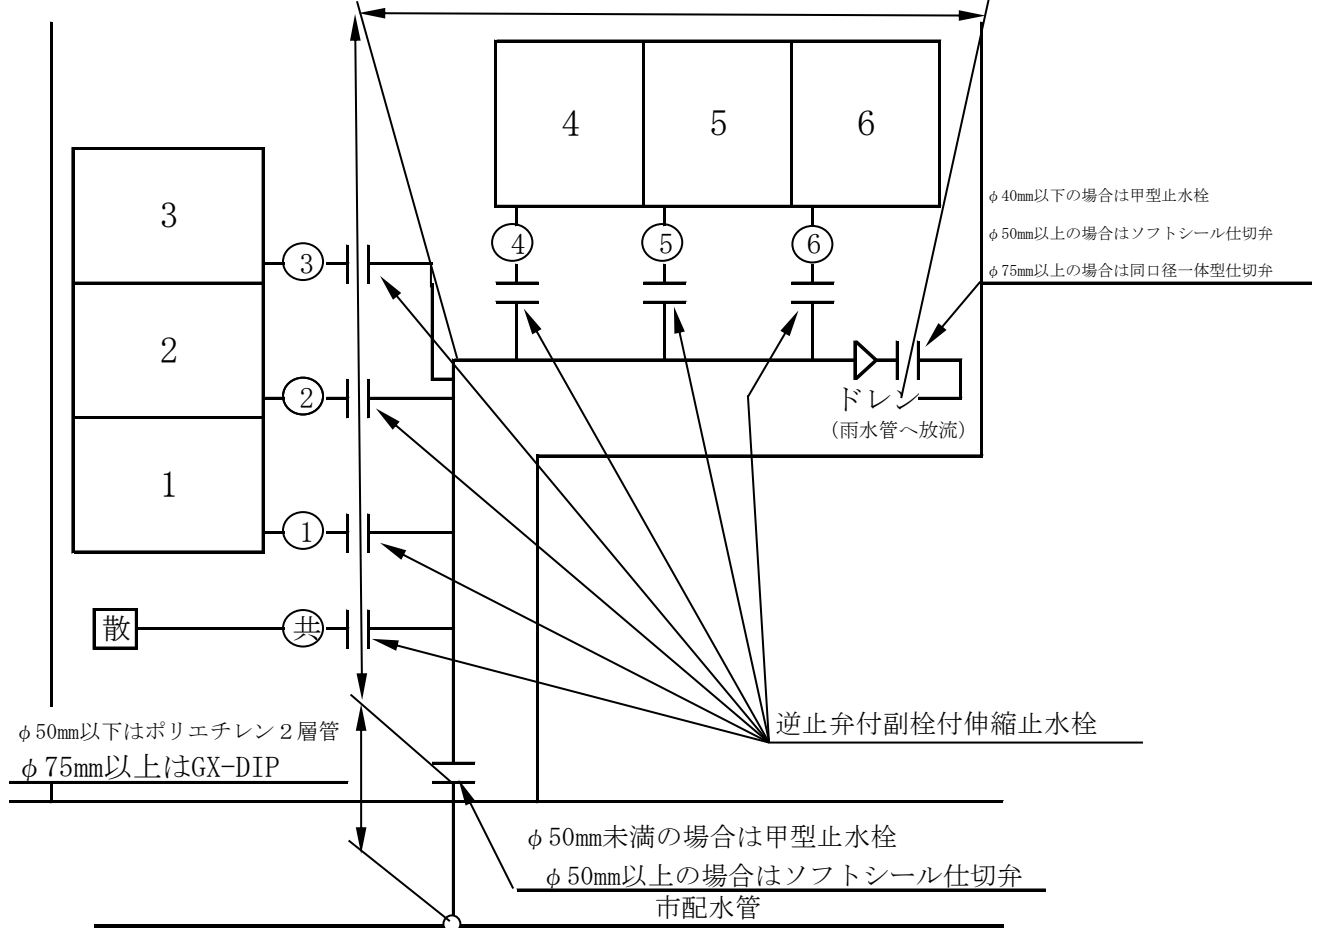 4
5
6
φ40mm以下の場合は甲型止水栓
φ50mm以上の場合はソフトシール仕切弁
φ75mm以上の場合は同口径一体型仕切弁
3
③
④
⑤
⑥
2
②
ドレン
(雨水管へ放流)
1
①
散
共
逆止弁付副栓付伸縮止水栓
φ50mm以下はポリエチレン２層管
φ75mm以上はGX-DIP
φ50mm未満の場合は甲型止水栓
φ50mm以上の場合はソフトシール仕切弁
市配水管